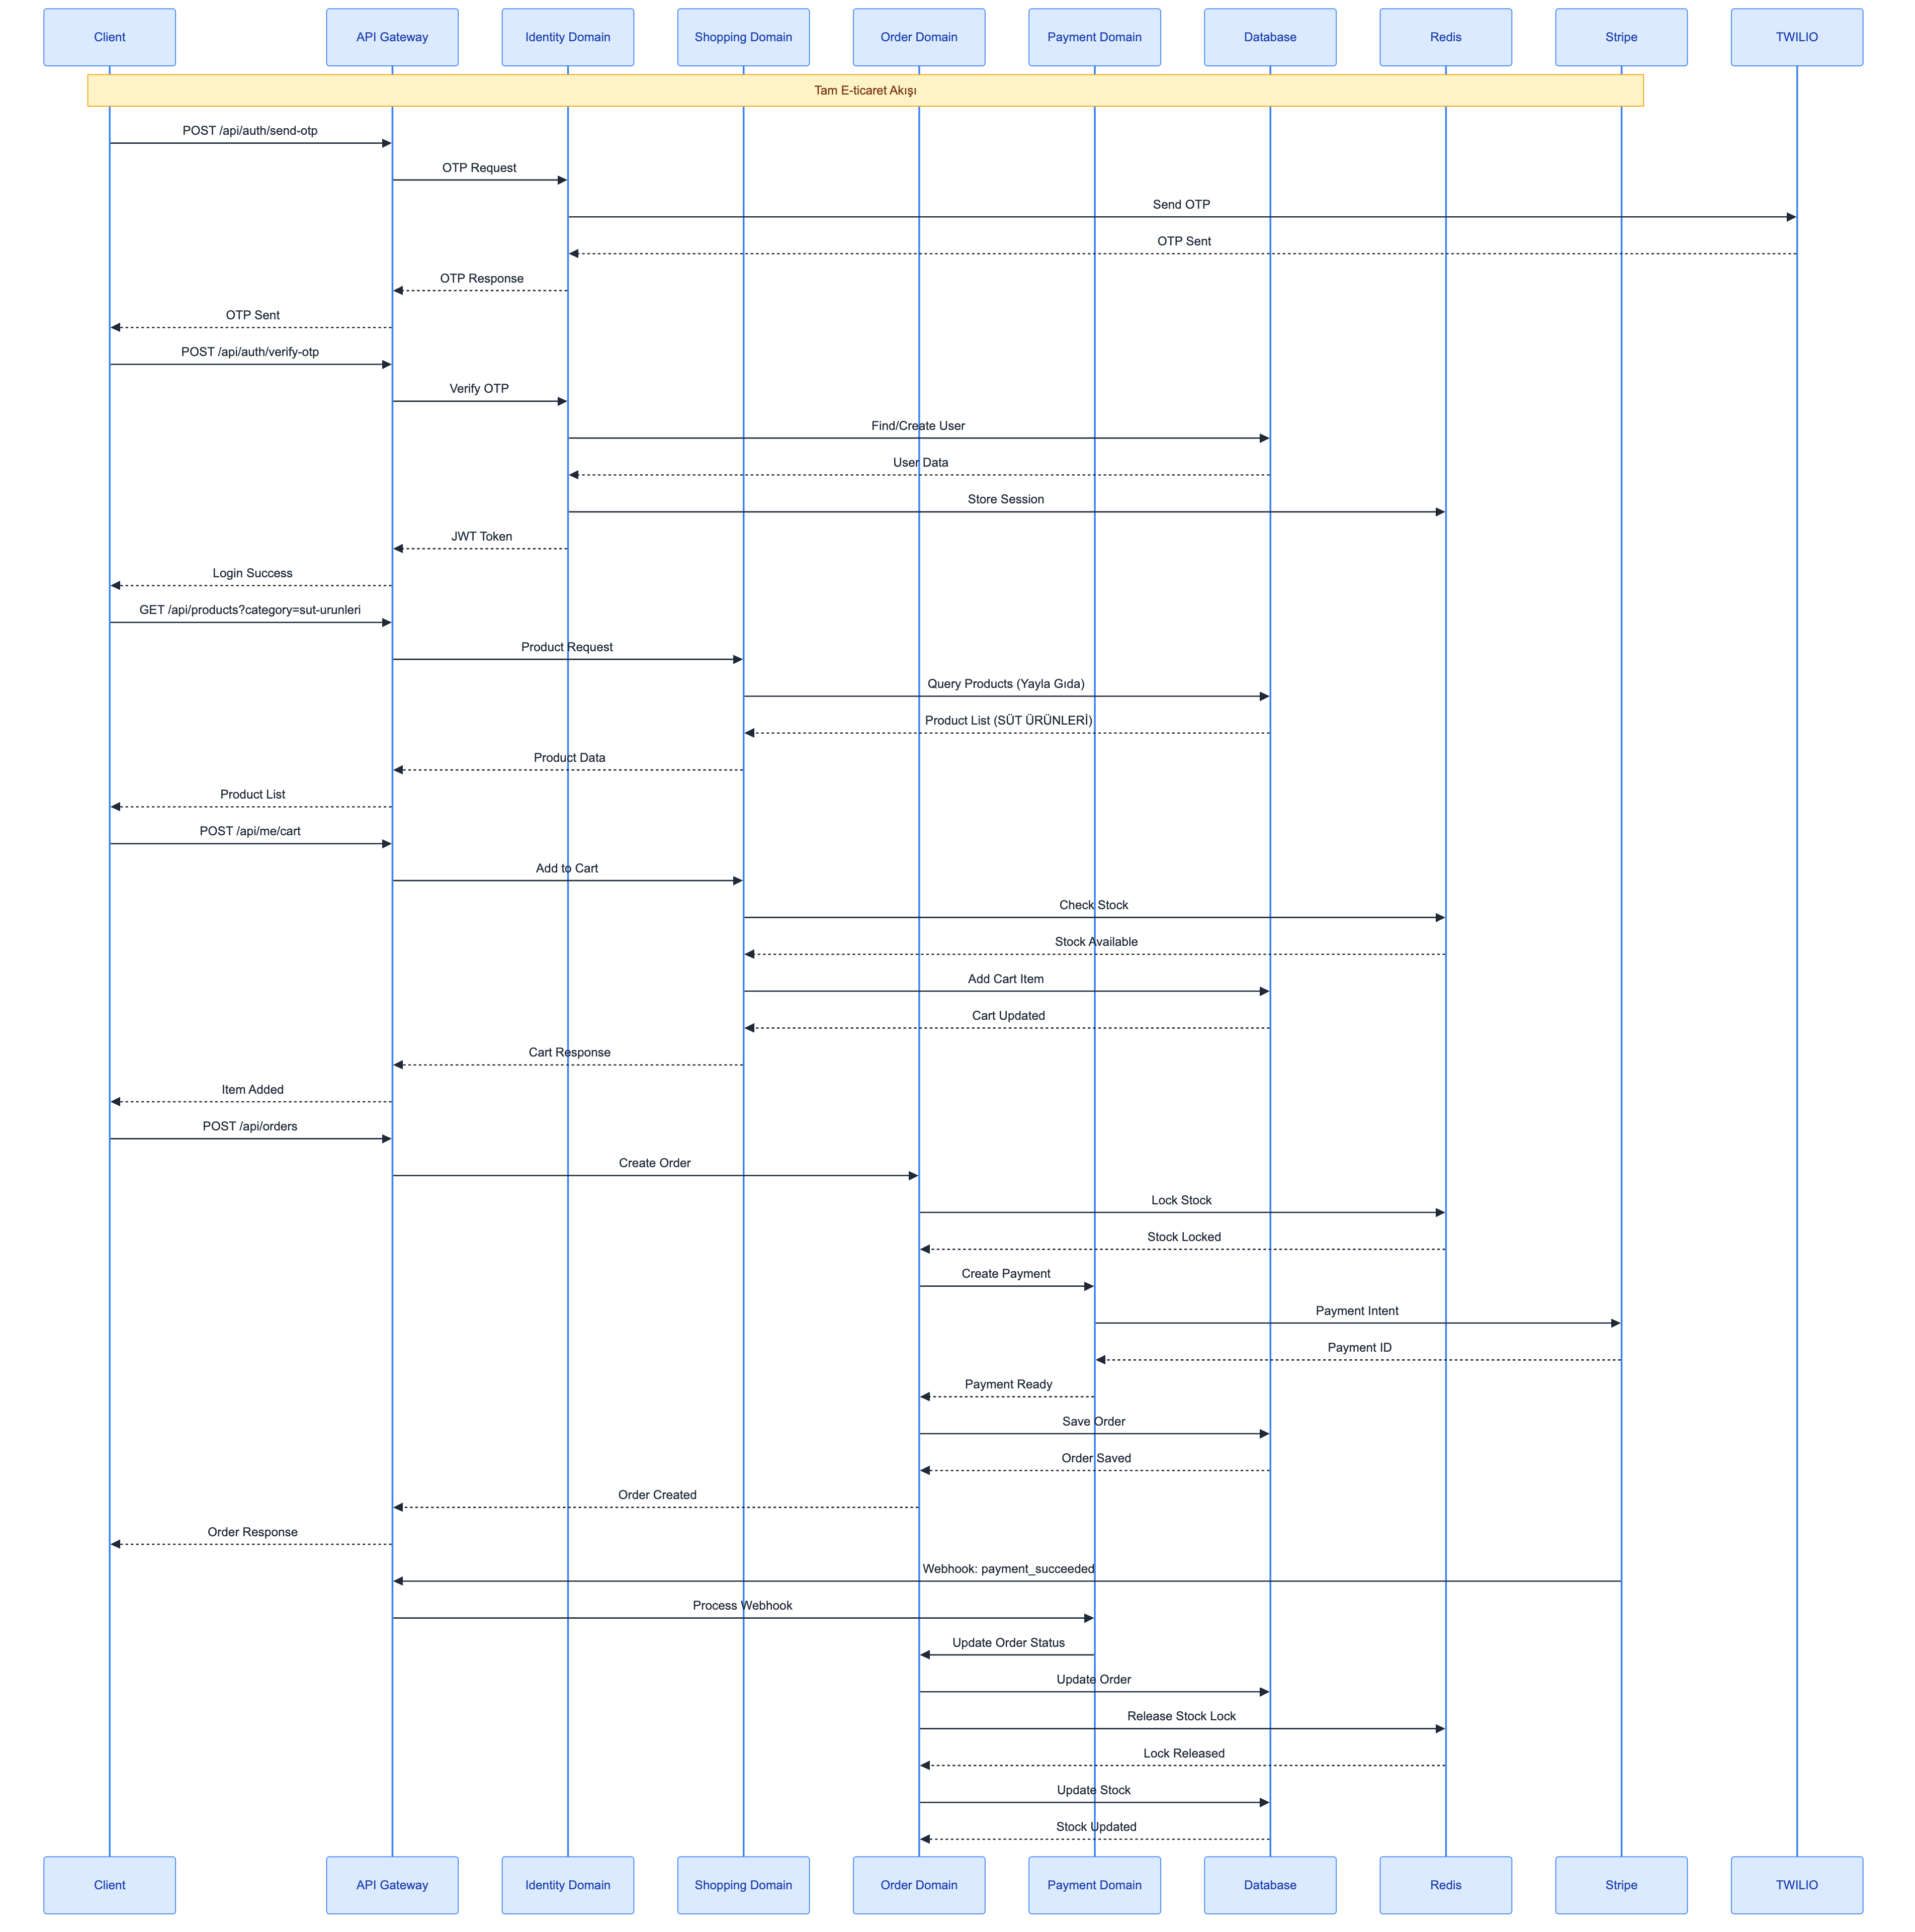 Client
API Gateway
Identity Domain
Shopping Domain
Order Domain
Payment Domain
Database
Redis
Stripe
TWILIO
Tam E-ticaret Akışı
POST /api/auth/send-otp
OTP Request
Send OTP
OTP Sent
OTP Response
OTP Sent
POST /api/auth/verify-otp
Verify OTP
Find/Create User
User Data
Store Session
JWT Token
Login Success
GET /api/products?category=sut-urunleri
Product Request
Query Products (Yayla Gıda)
Product List (SÜT ÜRÜNLERİ)
Product Data
Product List
POST /api/me/cart
Add to Cart
Check Stock
Stock Available
Add Cart Item
Cart Updated
Cart Response
Item Added
POST /api/orders
Create Order
Lock Stock
Stock Locked
Create Payment
Payment Intent
Payment ID
Payment Ready
Save Order
Order Saved
Order Created
Order Response
Webhook: payment_succeeded
Process Webhook
Update Order Status
Update Order
Release Stock Lock
Lock Released
Update Stock
Stock Updated
Client
API Gateway
Identity Domain
Shopping Domain
Order Domain
Payment Domain
Database
Redis
Stripe
TWILIO